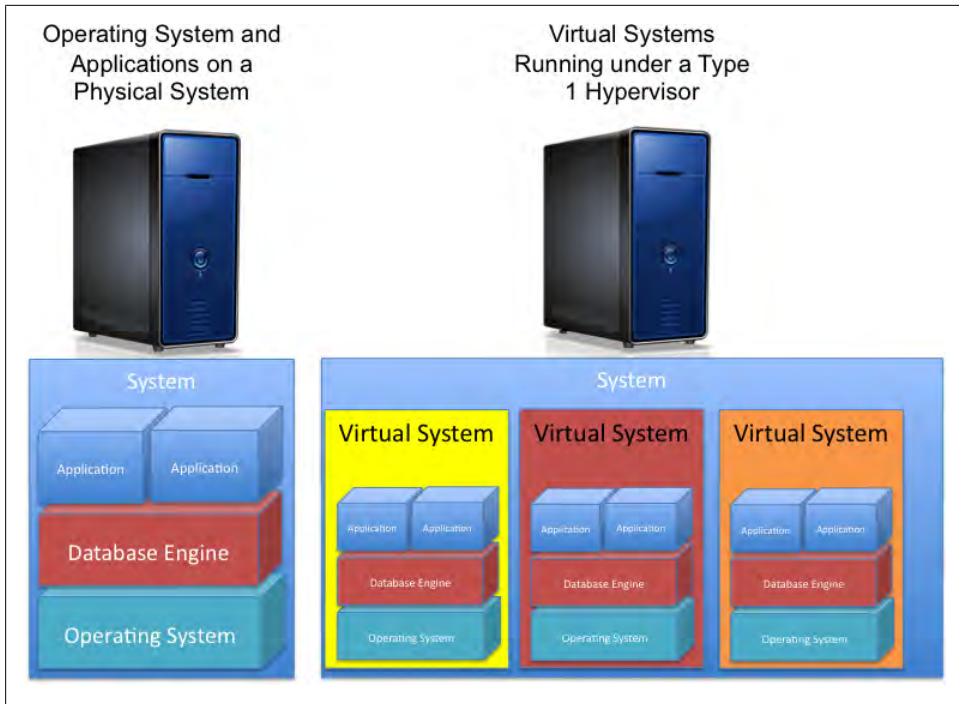 Operating System and
Applications on a
Physical System
Virtual Systems
Running under a Type
1 Hypervisor
System
Application
Application
Database Engine
Operating System
System
Virtual System
Application
Application
Database Engine
Operating System
Virtual System
Application
Application
Database Engine
Operating System
Virtual System
Application
Application
Database Engine
Operating System